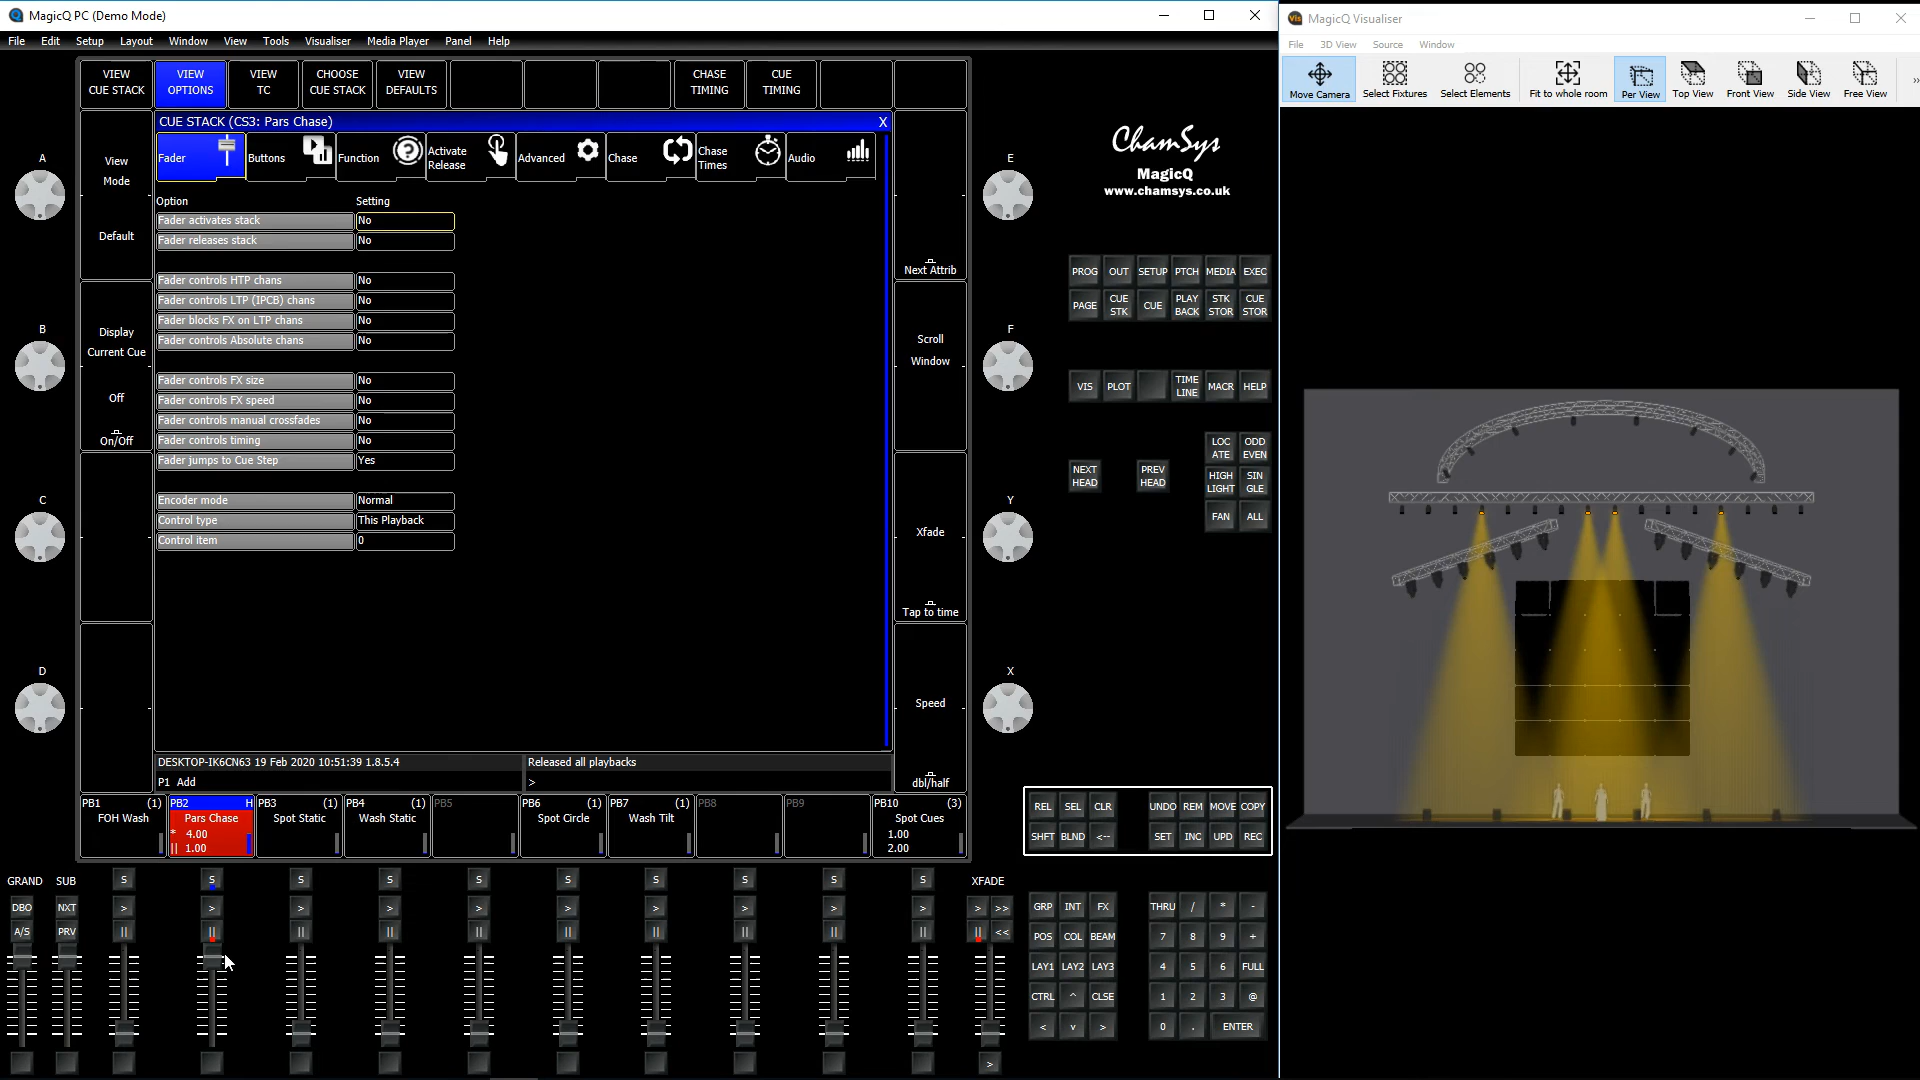 MagicQ PC (Demo Mode)
File Edit Setup Layout Window View Tools Visualiser Media Player Panel Help
VIEW CUE STACK
VIEW OPTIONS
VIEW TC
CHOOSE CUE STACK
VIEW DEFAULTS
CHASE TIMING
CUE TIMING
CUE STACK (CS3: Pars Chase) X
Fader
Buttons
Function
Activate Release
Advanced
Chase
Chase Times
Audio
Option Setting
Fader activates stack No
Fader releases stack No
Fader controls HTP chans No
Fader controls LTP (IPCB) chans No
Fader blocks FX on LTP chans No
Fader controls Absolute chans No
Fader controls FX size No
Fader controls FX speed No
Fader controls manual crossfades No
Fader controls timing No
Fader jumps to Cue Step Yes
Encoder mode Normal
Control type This Playback
Control item 0
A
View
Mode
Default
B
Display
Current Cue
Off
On/Off
C
D
E
Next Attrib
F
Scroll
Window
Y
Xfade
Tap to time
X
Speed
dbl/half
DESKTOP-IK6CN63 19 Feb 2020 10:51:39 1.8.5.4
Released all playbacks
P1 Add
>
PB1 (1) FOH Wash
PB2 H Pars Chase
* 4.00
|| 1.00
PB3 (1) Spot Static
PB4 (1) Wash Static
PB5
PB6 (1) Spot Circle
PB7 (1) Wash Tilt
PB8
PB9
PB10 (3) Spot Cues
1.00
2.00
GRAND SUB S S S S S S S S S S XFADE
DBO NXT > > > > > > > > > > > >>
A/S PRV || || || || || || || || || || || <<
>
ChamSys
MagicQ
www.chamsys.co.uk
PROG OUT SETUP PTCH MEDIA EXEC
PAGE CUE STK CUE PLAY BACK STK STOR CUE STOR
VIS PLOT TIME LINE MACR HELP
LOC ATE ODD EVEN
NEXT HEAD PREV HEAD HIGH LIGHT SIN GLE
FAN ALL
REL SEL CLR UNDO REM MOVE COPY
SHFT BLND <-- SET INC UPD REC
GRP INT FX THRU / * -
POS COL BEAM 7 8 9 +
LAY1 LAY2 LAY3 4 5 6 FULL
CTRL ^ CLSE 1 2 3 @
< v > 0 . ENTER
MagicQ Visualiser
File 3D View Source Window
Move Camera
Select Fixtures
Select Elements
Fit to whole room
Per View
Top View
Front View
Side View
Free View
»